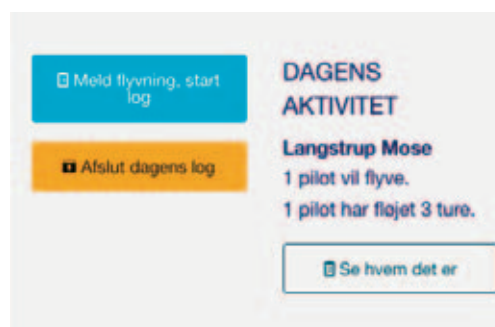 Meld flyvning, start
log
Afslut dagens log
DAGENS
AKTIVITET
Langstrup Mose
1 pilot vil flyve.
1 pilot har fløjet 3 ture.
Se hvem det er